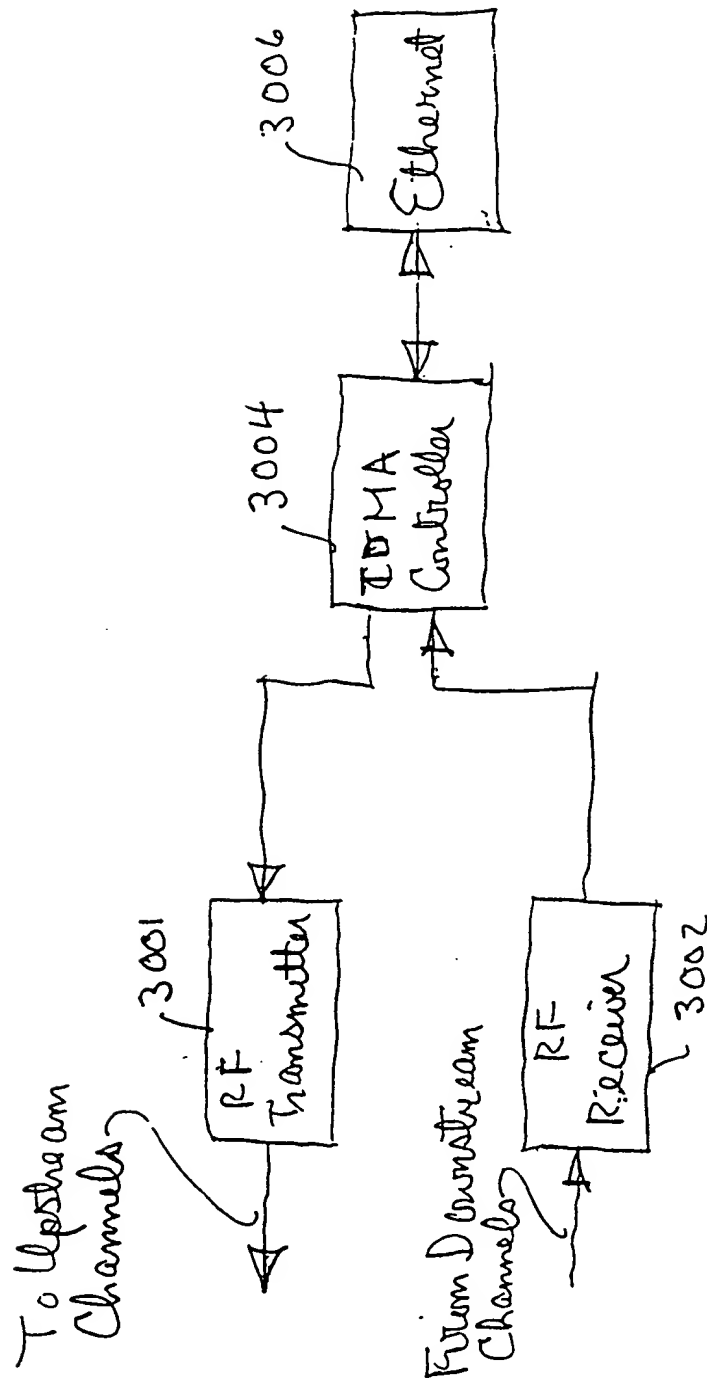 To Upstream
Channels
3001
RF
Transmitter
From Downstream
Channels
RF
Receiver
3002
3004
TDMA
Controller
3006
Ethernet